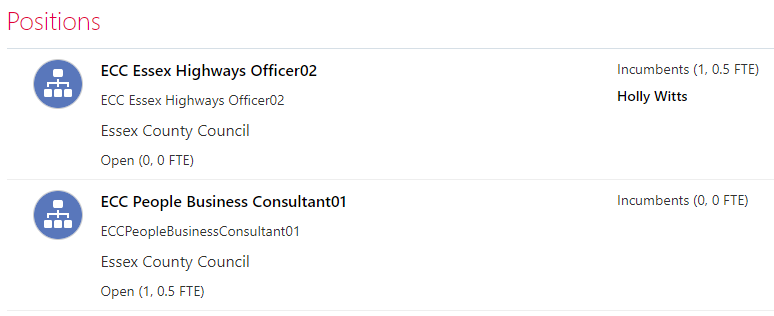 Positions
ECC Essex Highways Officer02
Incumbents (1, 0.5 FTE)
ECC Essex Highways Officer02
Holly Witts
Essex County Council
Open (0, 0 FTE)
ECC People Business Consultant01
Incumbents (0, 0 FTE)
ECCPeopleBusinessConsultant01
Essex County Council
Open (1, 0.5 FTE)